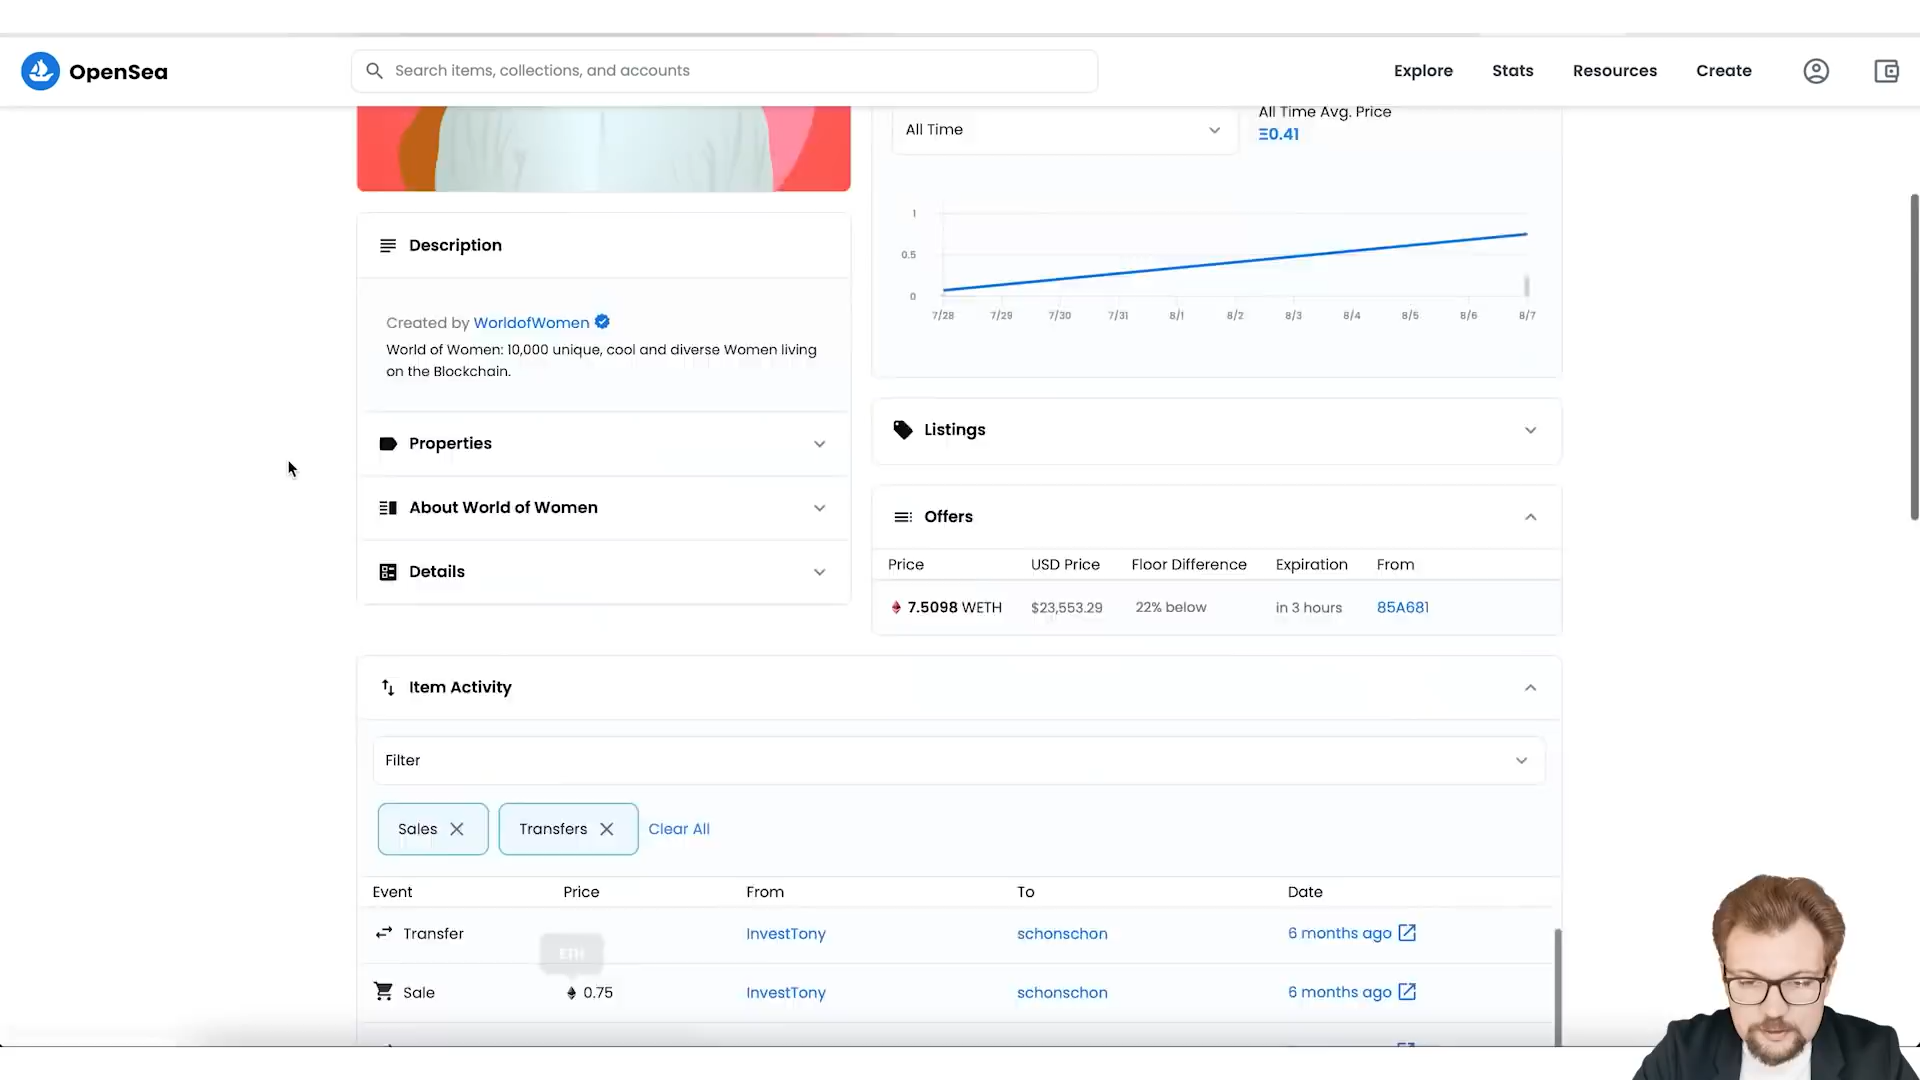 OpenSea
Search items, collections, and accounts
Explore
Stats
Resources
Create
All Time
All Time Avg. Price
Ξ0.41
1
0.5
0
7/28
7/29
7/30
7/31
8/1
8/2
8/3
8/4
8/5
8/6
8/7
Description
Created by WorldofWomen
World of Women: 10,000 unique, cool and diverse Women living
on the Blockchain.
Properties
About World of Women
Details
Listings
Offers
Price USD Price Floor Difference Expiration From
7.5098 WETH $23,553.29 22% below in 3 hours 85A681
Item Activity
Filter
Sales Transfers Clear All
Event Price From To Date
Transfer InvestTony schonschon 6 months ago
ETH
Sale 0.75 InvestTony schonschon 6 months ago